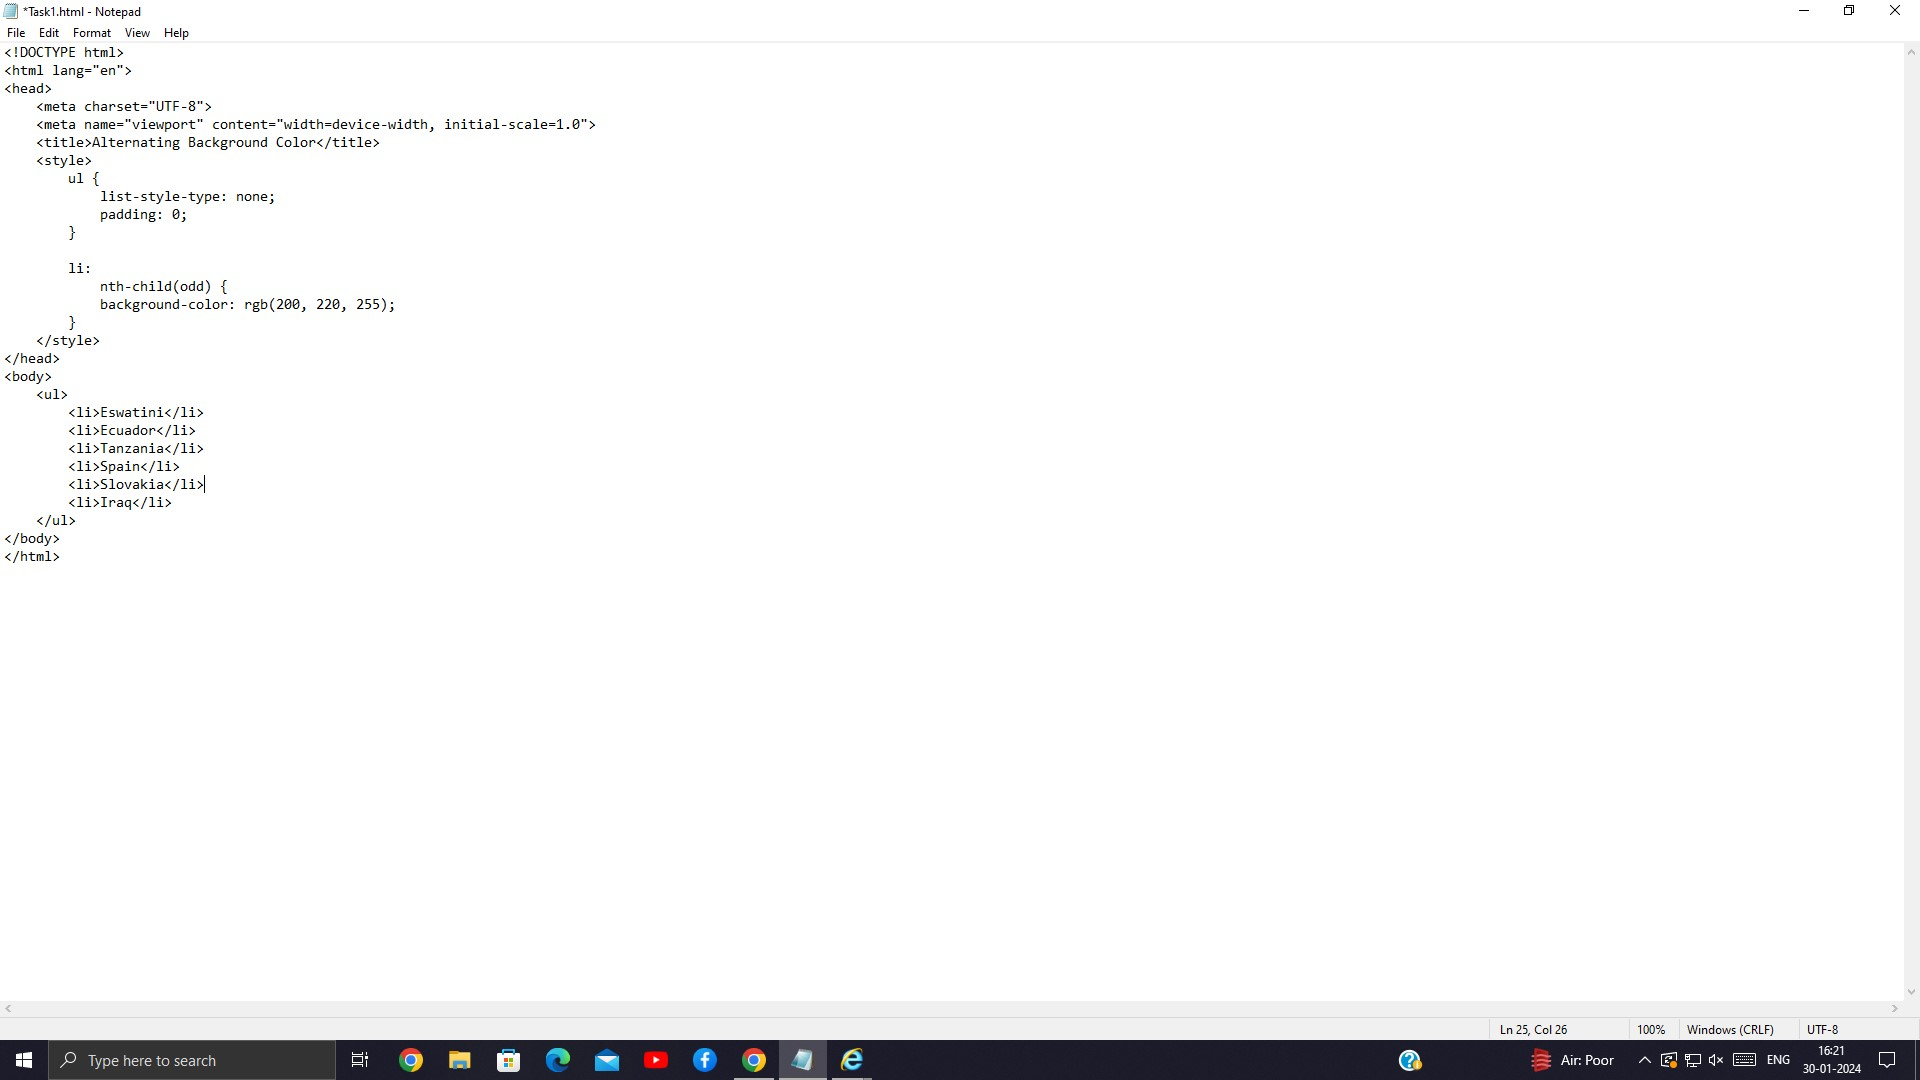 *Task1.html - Notepad
File Edit Format View Help
<!DOCTYPE html>
<html lang="en">
<head>
    <meta charset="UTF-8">
    <meta name="viewport" content="width=device-width, initial-scale=1.0">
    <title>Alternating Background Color</title>
    <style>
        ul {
            list-style-type: none;
            padding: 0;
        }

        li:
            nth-child(odd) {
            background-color: rgb(200, 220, 255);
        }
    </style>
</head>
<body>
    <ul>
        <li>Eswatini</li>
        <li>Ecuador</li>
        <li>Tanzania</li>
        <li>Spain</li>
        <li>Slovakia</li>
        <li>Iraq</li>
    </ul>
</body>
</html>
Ln 25, Col 26 100% Windows (CRLF) UTF-8
Type here to search Air: Poor ENG 16:21
30-01-2024